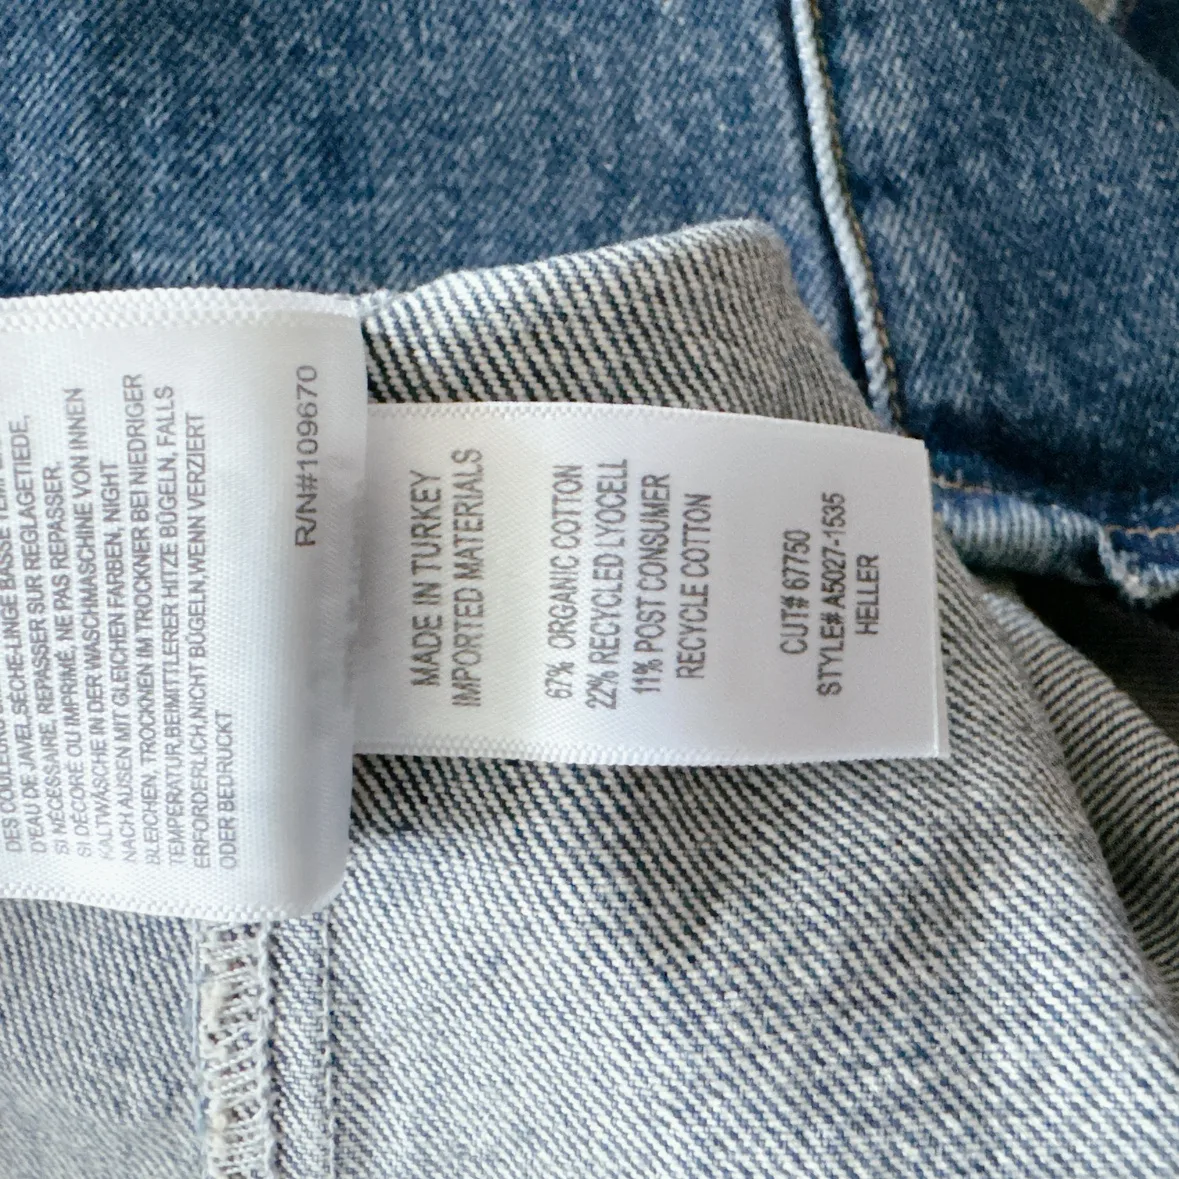 DES COULEURS
D'EAU DE JAVEL,SÈCHE-LINGE BASSE
SI NÉCESSAIRE, REPASSER SUR REGLAGETIEDE,
SI DÉCORÉ OU IMPRIMÉ, NE PAS REPASSER.
KALTWÄSCHE IN DER WASCHMASCHINE VON INNEN
NACH AUSSEN MIT GLEICHEN FARBEN, NIGHT
BLEICHEN, TROCKNEN IM TROCKNER BEI NIEDRIGER
TEMPERATUR,BEI MITTLERER HITZE BÜGELN, FALLS
ERFORDERLICH,NICHT BÜGELN,WENN VERZIERT
ODER BEDRUCKT
R/N#109670
MADE IN TURKEY
IMPORTED MATERIALS
67% ORGANIC COTTON
22% RECYCLED LYOCELL
11% POST CONSUMER
RECYCLE COTTON
CUT# 67750
STYLE# A5027-1535
HELLER